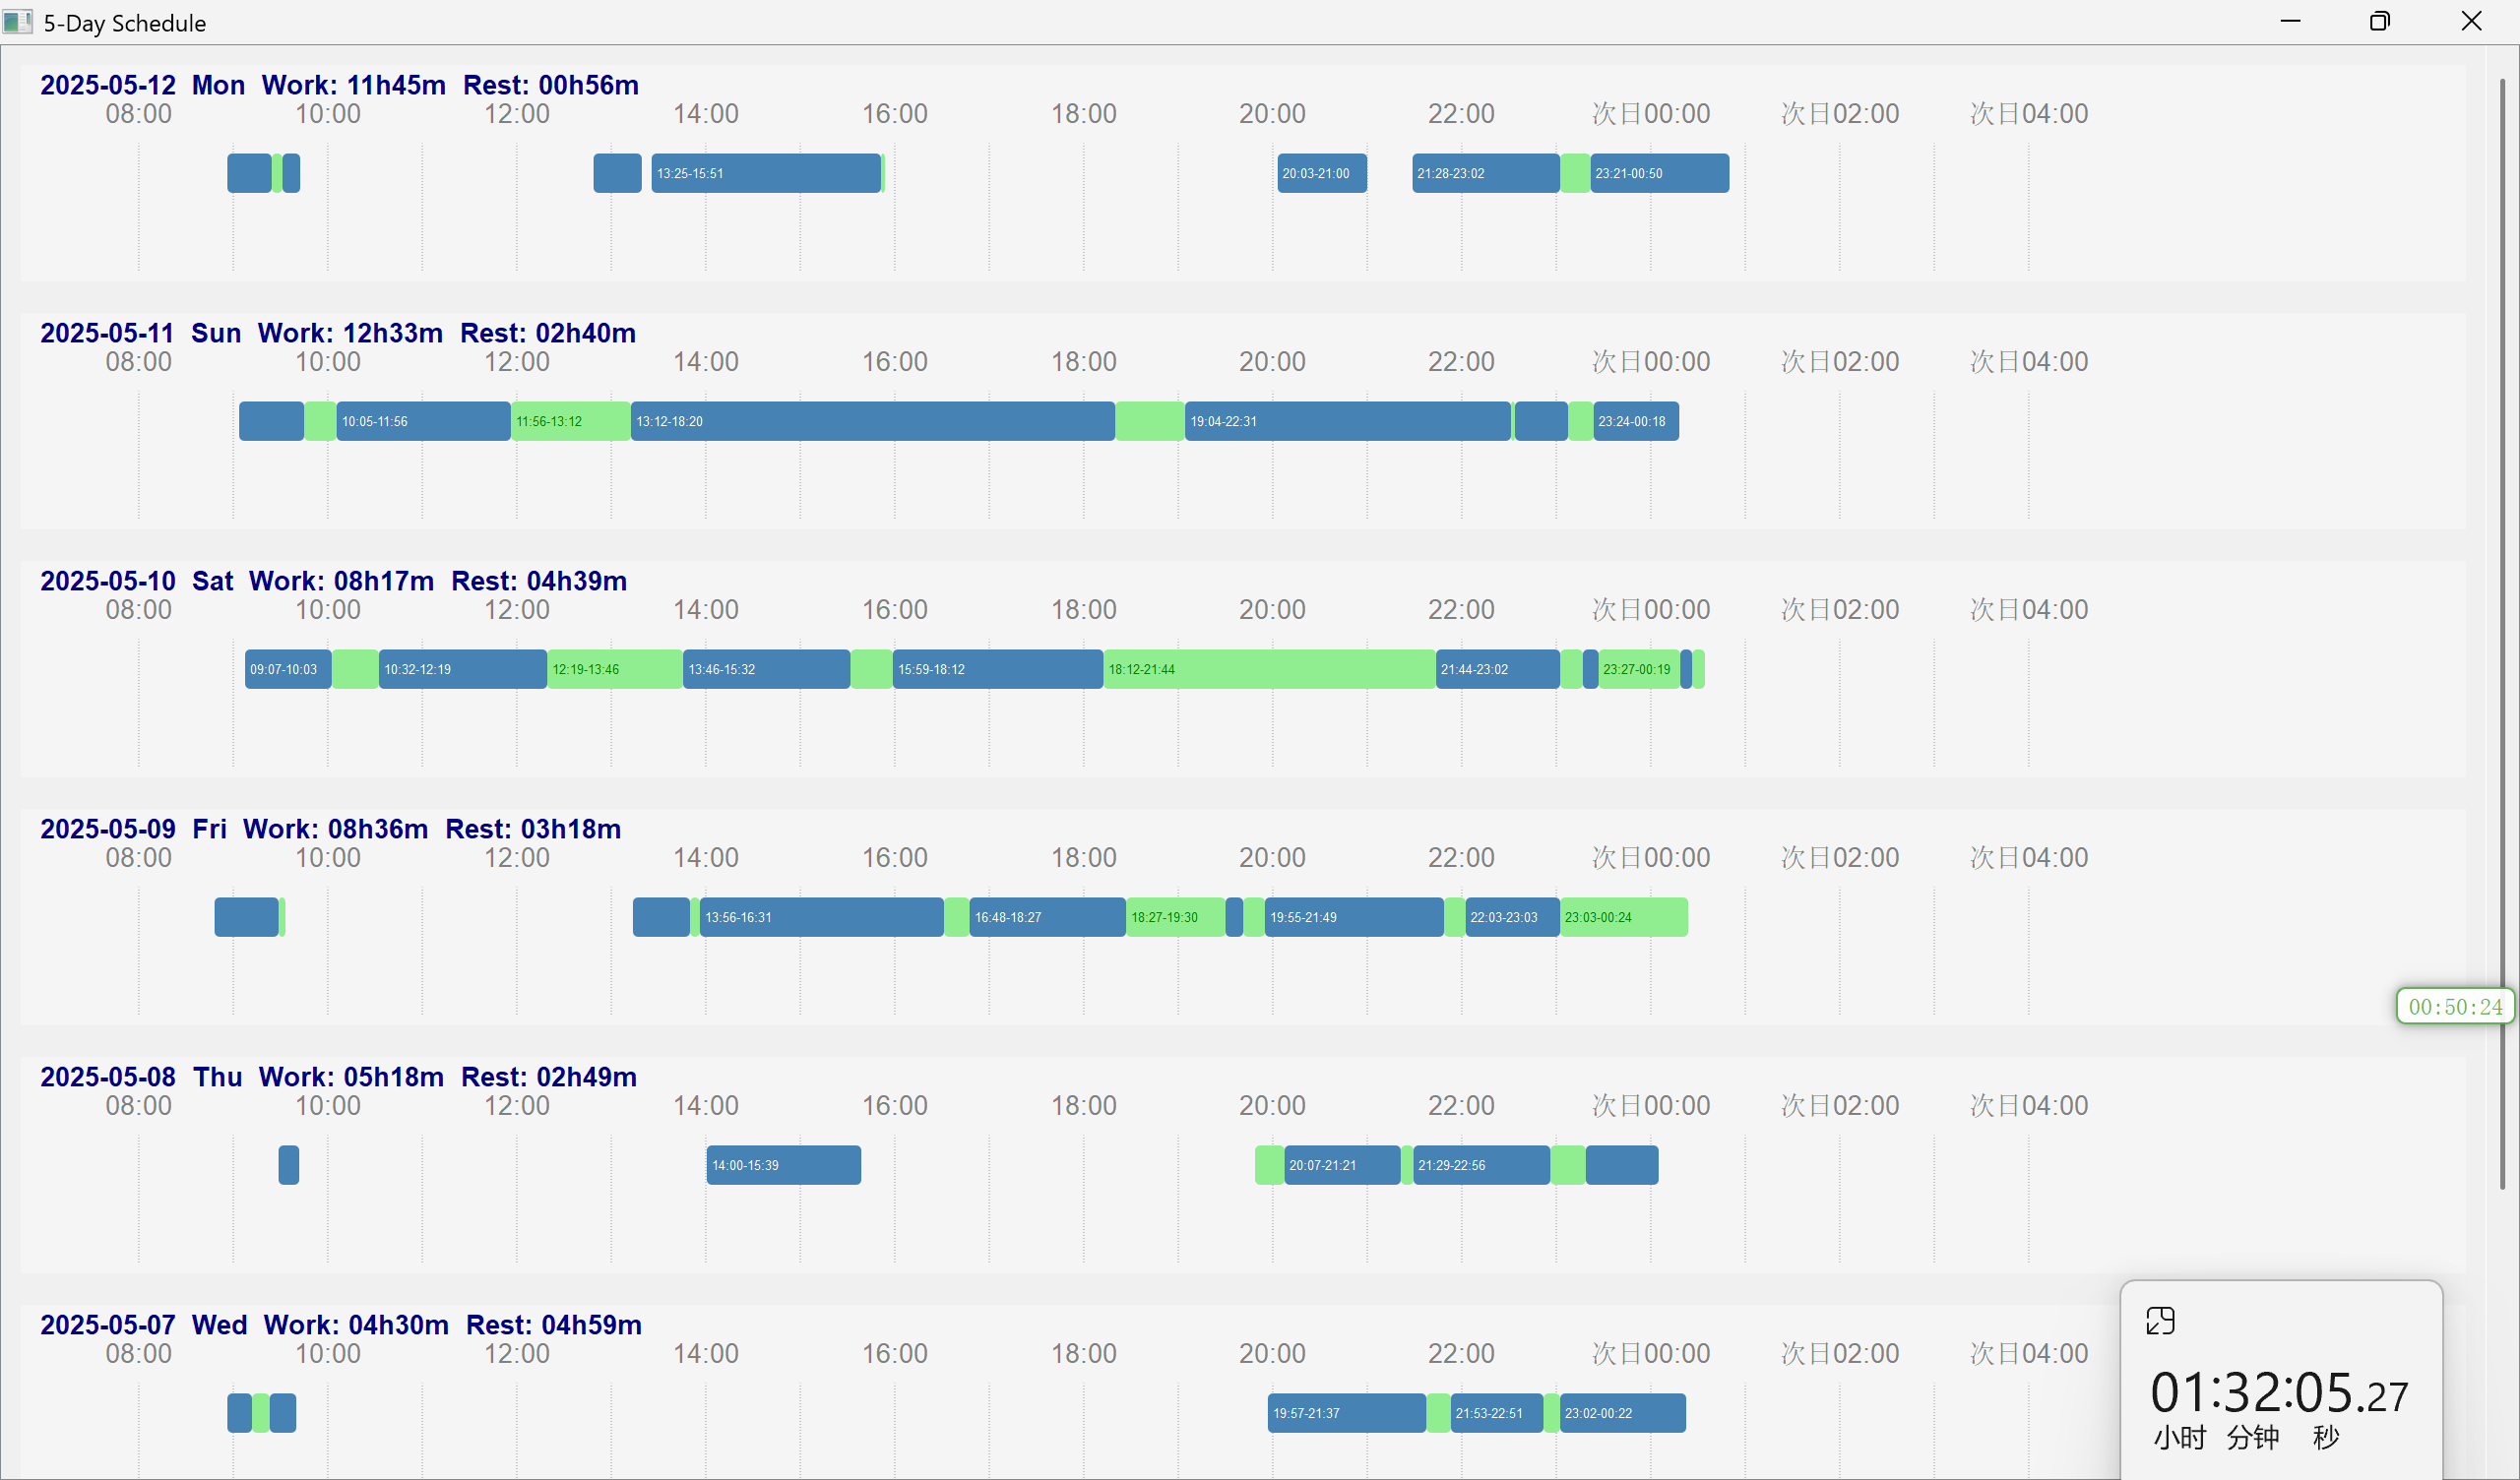 5-Day Schedule
2025-05-12 Mon Work: 11h45m Rest: 00h56m
08:00 10:00 12:00 14:00 16:00 18:00 20:00 22:00 次日00:00 次日02:00 次日04:00
13:25-15:51 20:03-21:00 21:28-23:02 23:21-00:50
2025-05-11 Sun Work: 12h33m Rest: 02h40m
08:00 10:00 12:00 14:00 16:00 18:00 20:00 22:00 次日00:00 次日02:00 次日04:00
10:05-11:56 11:56-13:12 13:12-18:20 19:04-22:31 23:24-00:18
2025-05-10 Sat Work: 08h17m Rest: 04h39m
08:00 10:00 12:00 14:00 16:00 18:00 20:00 22:00 次日00:00 次日02:00 次日04:00
09:07-10:03 10:32-12:19 12:19-13:46 13:46-15:32 15:59-18:12 18:12-21:44 21:44-23:02 23:27-00:19
2025-05-09 Fri Work: 08h36m Rest: 03h18m
08:00 10:00 12:00 14:00 16:00 18:00 20:00 22:00 次日00:00 次日02:00 次日04:00
13:56-16:31 16:48-18:27 18:27-19:30 19:55-21:49 22:03-23:03 23:03-00:24
00:50:24
2025-05-08 Thu Work: 05h18m Rest: 02h49m
08:00 10:00 12:00 14:00 16:00 18:00 20:00 22:00 次日00:00 次日02:00 次日04:00
14:00-15:39 20:07-21:21 21:29-22:56
2025-05-07 Wed Work: 04h30m Rest: 04h59m
08:00 10:00 12:00 14:00 16:00 18:00 20:00 22:00 次日00:00 次日02:00 次日04:00
19:57-21:37 21:53-22:51 23:02-00:22
01:32:05.27
小时 分钟 秒